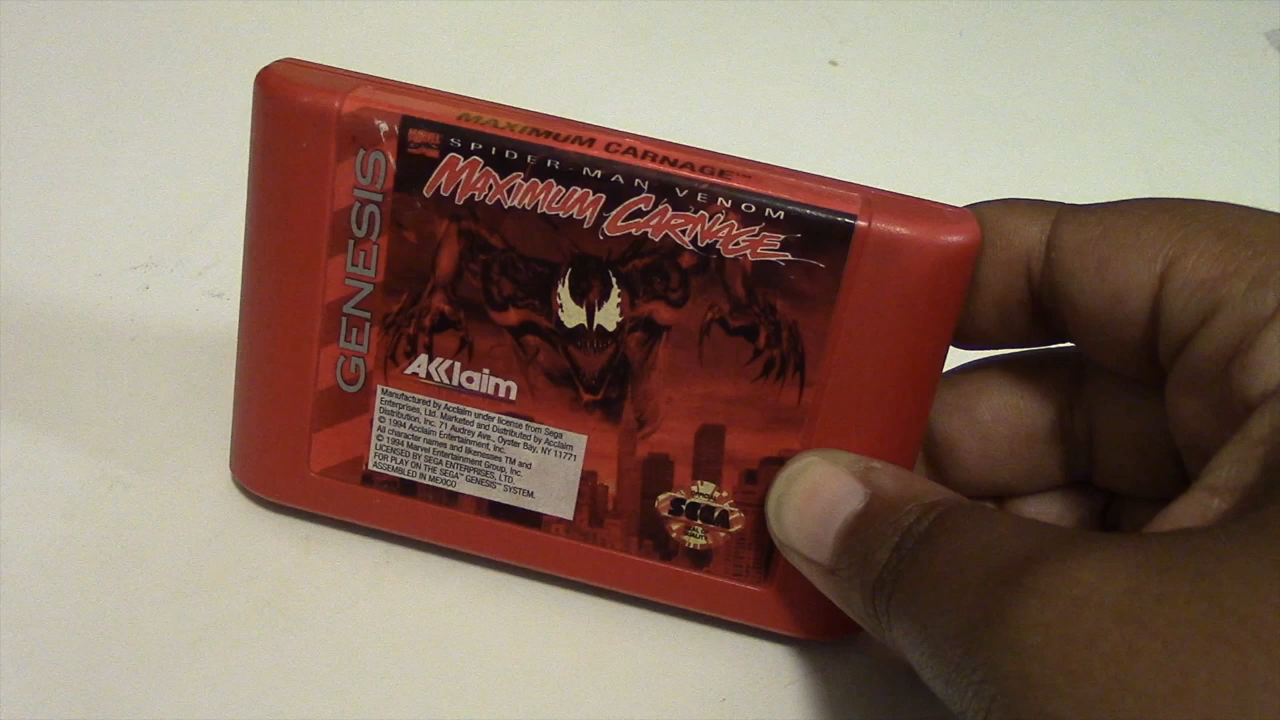 MAXIMUM CARNAGE™
MARVEL COMICS
SPIDER-MAN VENOM
MAXIMUM CARNAGE
GENESIS
AKKlaim
Manufactured by Acclaim under license from Sega
Enterprises, Ltd. Marketed and Distributed by Acclaim
Distribution, Inc. 71 Audrey Ave., Oyster Bay, NY 11771
© 1994 Acclaim Entertainment, Inc.
All character names and likenesses TM and
© 1994 Marvel Entertainment Group, Inc.
LICENSED BY SEGA ENTERPRISES, LTD.
FOR PLAY ON THE SEGA™ GENESIS™ SYSTEM.
ASSEMBLED IN MEXICO
SEGA